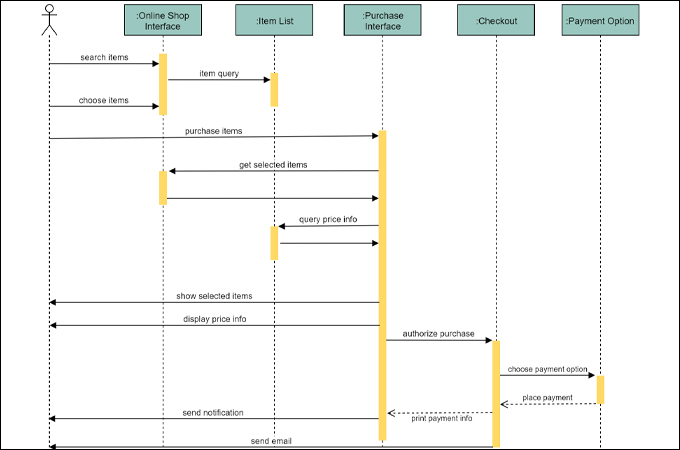 :Online Shop
Interface
:Item List
:Purchase
Interface
:Checkout
:Payment Option
search items
item query
choose items
purchase items
get selected items
query price info
show selected items
display price info
authorize purchase
choose payment option
place payment
send notification
print payment info
send email